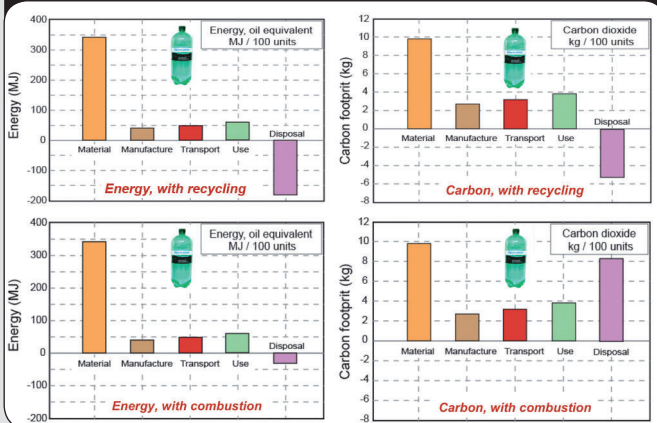 Energy, oil equivalent
MJ / 100 units
Energy (MJ)
400
300
200
100
0
-100
-200
Material
Manufacture
Transport
Use
Disposal
Energy, with recycling
Carbon dioxide
kg / 100 units
Carbon footprit (kg)
12
10
8
6
4
2
0
-2
-4
-6
-8
Material
Manufacture
Transport
Use
Disposal
Carbon, with recycling
Energy, oil equivalent
MJ / 100 units
Energy (MJ)
400
300
200
100
0
-100
-200
Material
Manufacture
Transport
Use
Disposal
Energy, with combustion
Carbon dioxide
kg / 100 units
Carbon footprit (kg)
12
10
8
6
4
2
0
-2
-4
-6
-8
Material
Manufacture
Transport
Use
Disposal
Carbon, with combustion